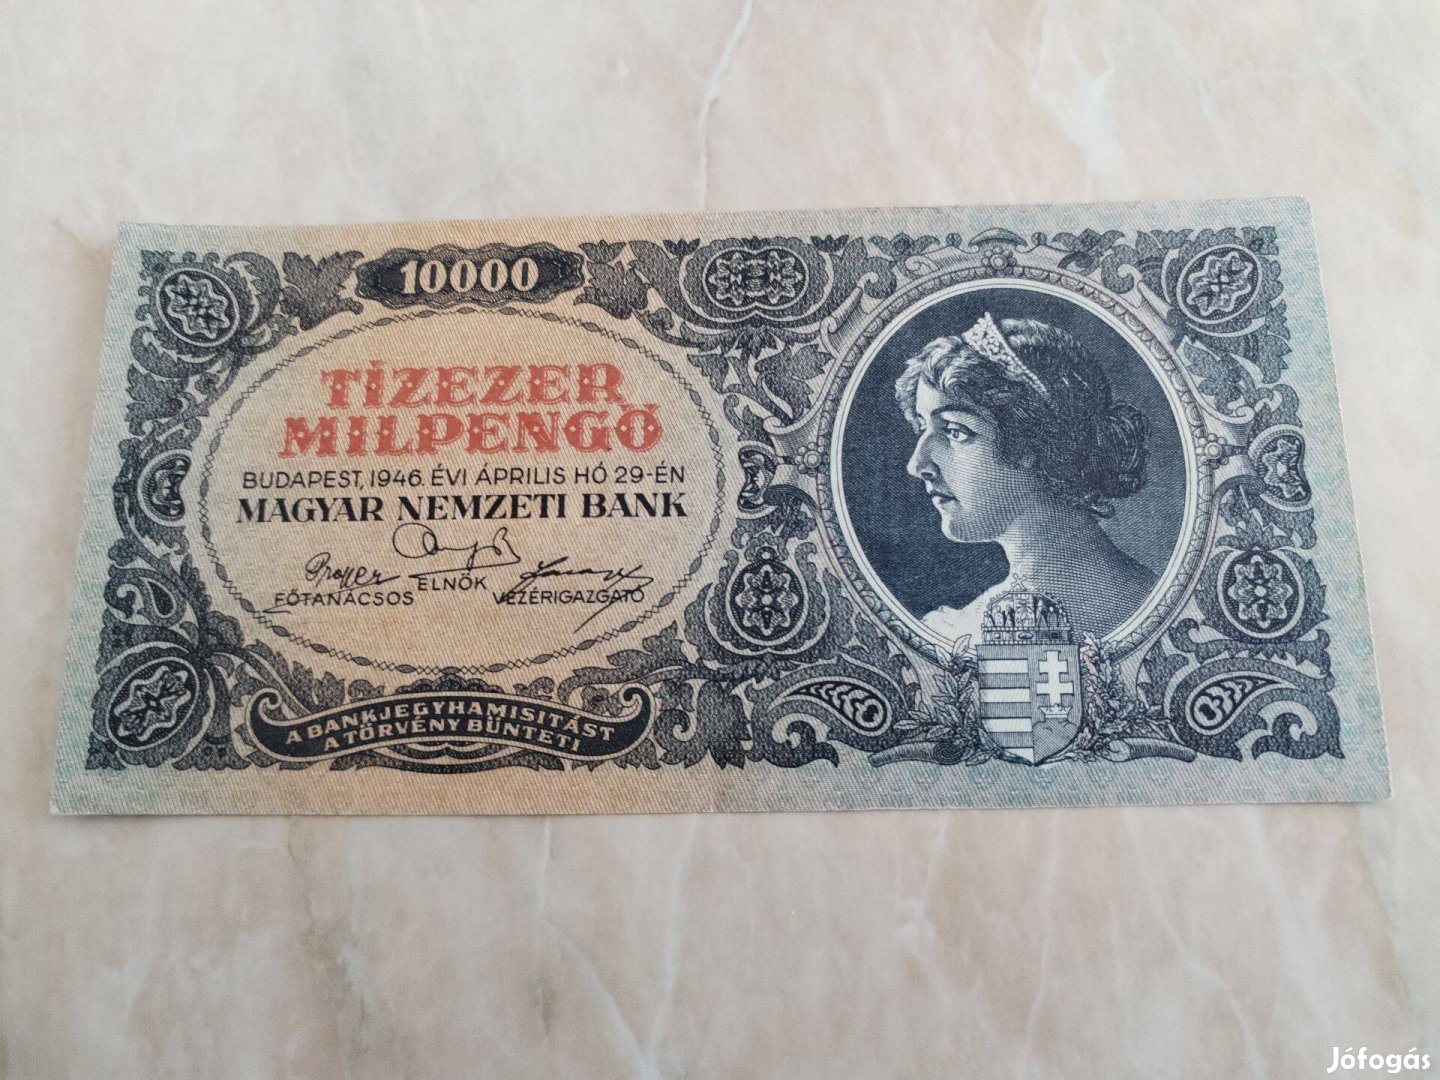 10000
TÍZEZER
MILPENGŐ
BUDAPEST, 1946. ÉVI ÁPRILIS HÓ 29-ÉN
MAGYAR NEMZETI BANK
ELNÖK
FŐTANÁCSOS VEZÉRIGAZGATÓ
A BANKJEGYHAMISITÁST
A TÖRVÉNY BÜNTETI
Jófogás